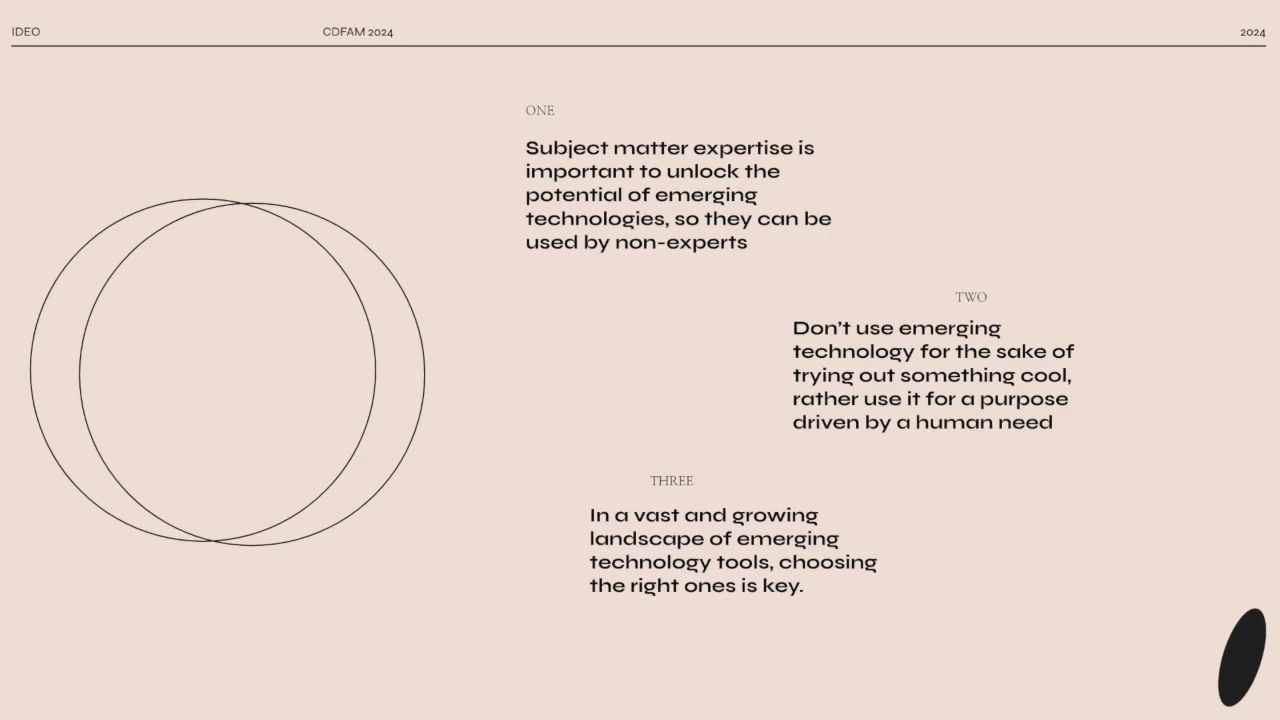 IDEO
CDFAM 2024
2024
ONE
Subject matter expertise is
important to unlock the
potential of emerging
technologies, so they can be
used by non-experts
TWO
Don't use emerging
technology for the sake of
trying out something cool,
rather use it for a purpose
driven by a human need
THREE
In a vast and growing
landscape of emerging
technology tools, choosing
the right ones is key.